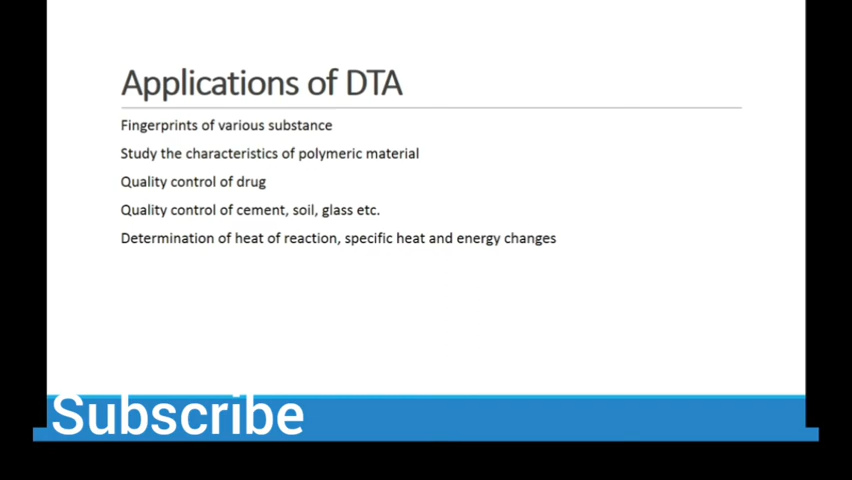 Applications of DTA
Fingerprints of various substance
Study the characteristics of polymeric material
Quality control of drug
Quality control of cement, soil, glass etc.
Determination of heat of reaction, specific heat and energy changes
Subscribe